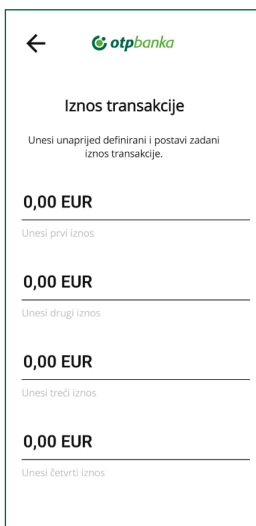 otpbanka
Iznos transakcije
Unesi unaprijed definirani i postavi zadani
iznos transakcije.
0,00 EUR
Unesi prvi iznos
0,00 EUR
Unesi drugi iznos
0,00 EUR
Unesi treći iznos
0,00 EUR
Unesi četvrti iznos